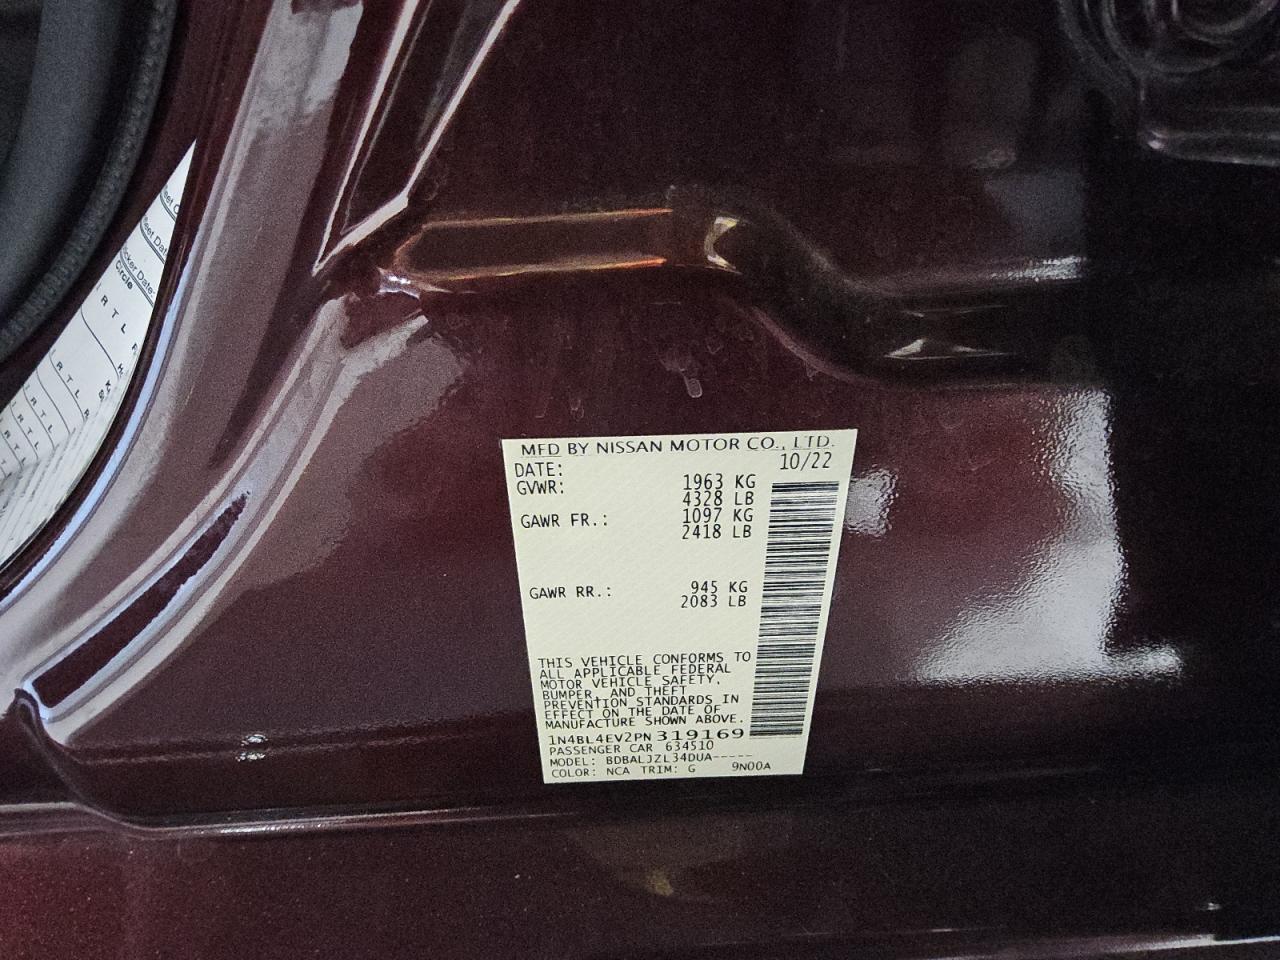 MFD BY NISSAN MOTOR CO., LTD.
DATE: 10/22
GVWR: 1963 KG
4328 LB
GAWR FR.: 1097 KG
2418 LB
GAWR RR.: 945 KG
2083 LB
THIS VEHICLE CONFORMS TO
ALL APPLICABLE FEDERAL
MOTOR VEHICLE SAFETY,
BUMPER, AND THEFT
PREVENTION STANDARDS IN
EFFECT ON THE DATE OF
MANUFACTURE SHOWN ABOVE.
1N4BL4EV2PN319169
PASSENGER CAR 634510
MODEL: BDBALJZL34DUA-----
COLOR: NCA TRIM: G 9N00A
Circle
R T L R
R T L R
R T L
R T L